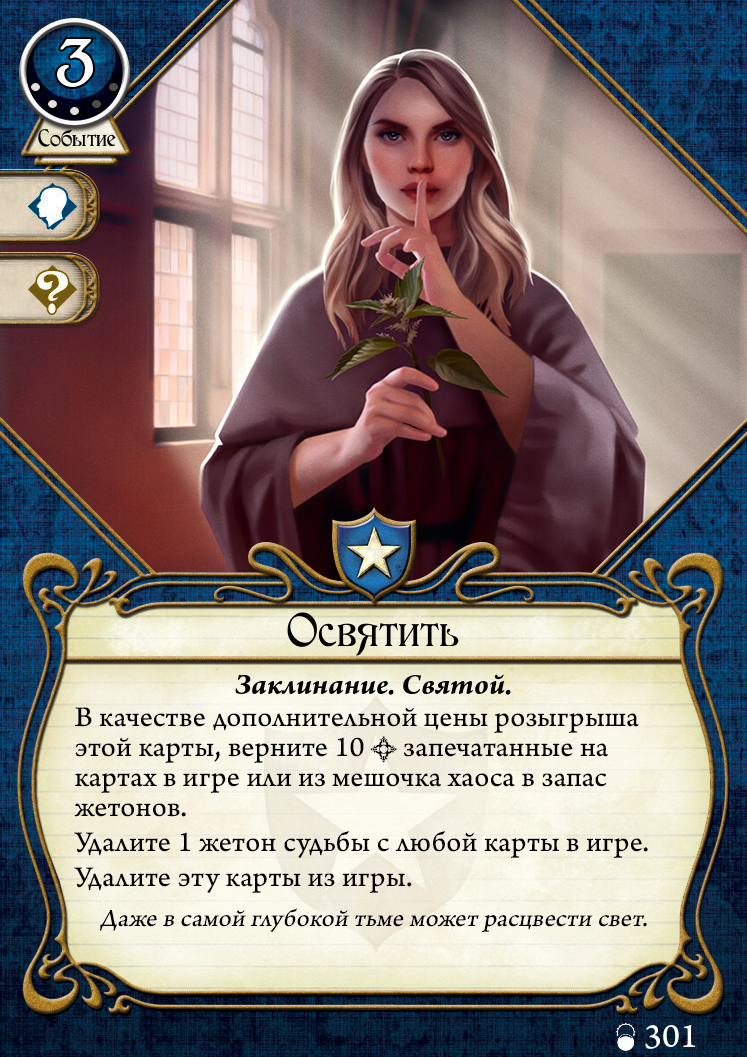 3
Событие
Освятить
Заклинание. Святой.
В качестве дополнительной цены розыгрыша
этой карты, верните 10 запечатанные на
картах в игре или из мешочка хаоса в запас
жетонов.
Удалите 1 жетон судьбы с любой карты в игре.
Удалите эту карты из игры.
Даже в самой глубокой тьме может расцвести свет.
301